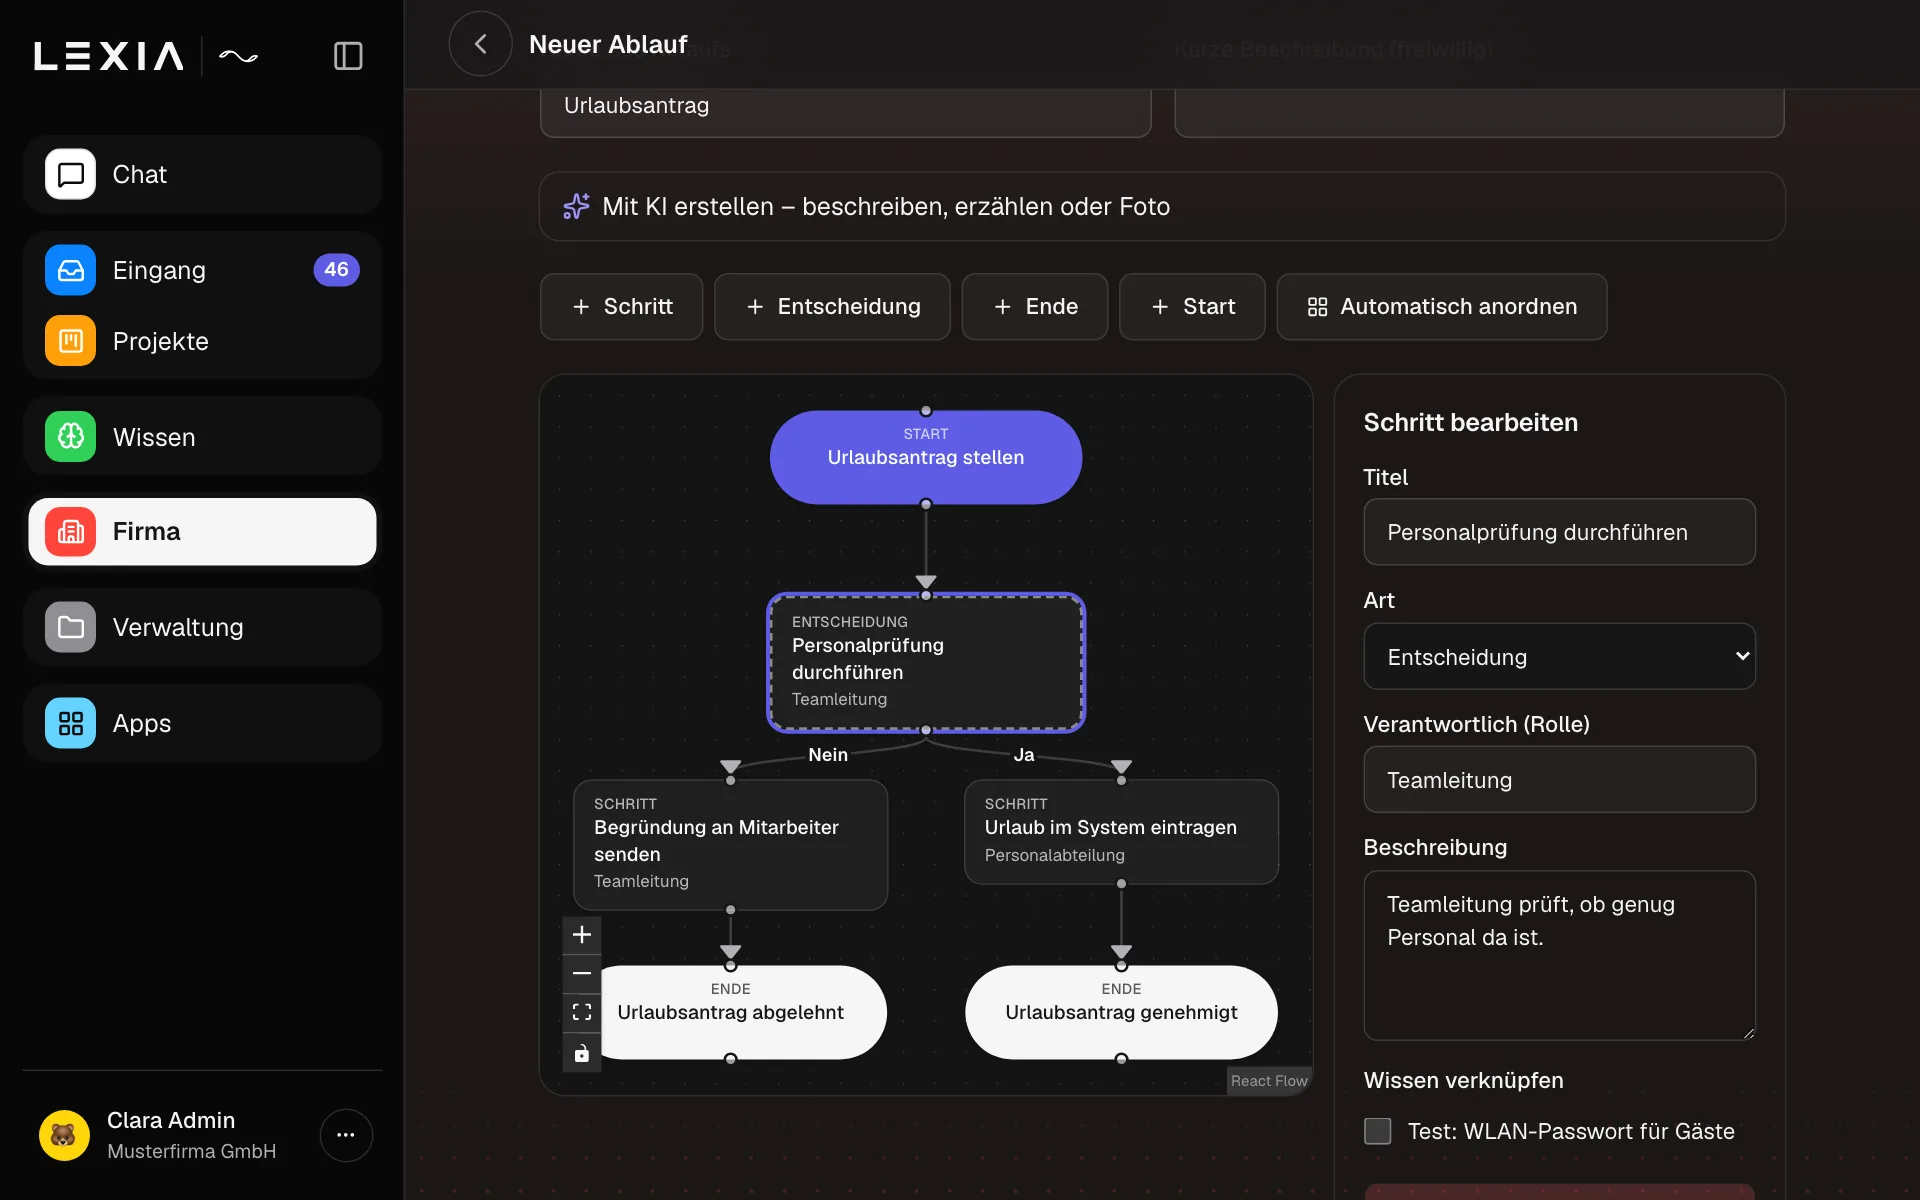 LEXIA
Chat
Eingang
46
Projekte
Wissen
Firma
Verwaltung
Apps
Clara Admin
Musterfirma GmbH
Neuer Ablauf
Kurze Beschreibung (freiwillig)
Urlaubsantrag
Mit KI erstellen – beschreiben, erzählen oder Foto
+ Schritt
+ Entscheidung
+ Ende
+ Start
Automatisch anordnen
START
Urlaubsantrag stellen
ENTSCHEIDUNG
Personalprüfung
durchführen
Teamleitung
Nein
Ja
SCHRITT
Begründung an Mitarbeiter
senden
Teamleitung
SCHRITT
Urlaub im System eintragen
Personalabteilung
ENDE
Urlaubsantrag abgelehnt
ENDE
Urlaubsantrag genehmigt
React Flow
Schritt bearbeiten
Titel
Personalprüfung durchführen
Art
Entscheidung
Verantwortlich (Rolle)
Teamleitung
Beschreibung
Teamleitung prüft, ob genug
Personal da ist.
Wissen verknüpfen
Test: WLAN-Passwort für Gäste